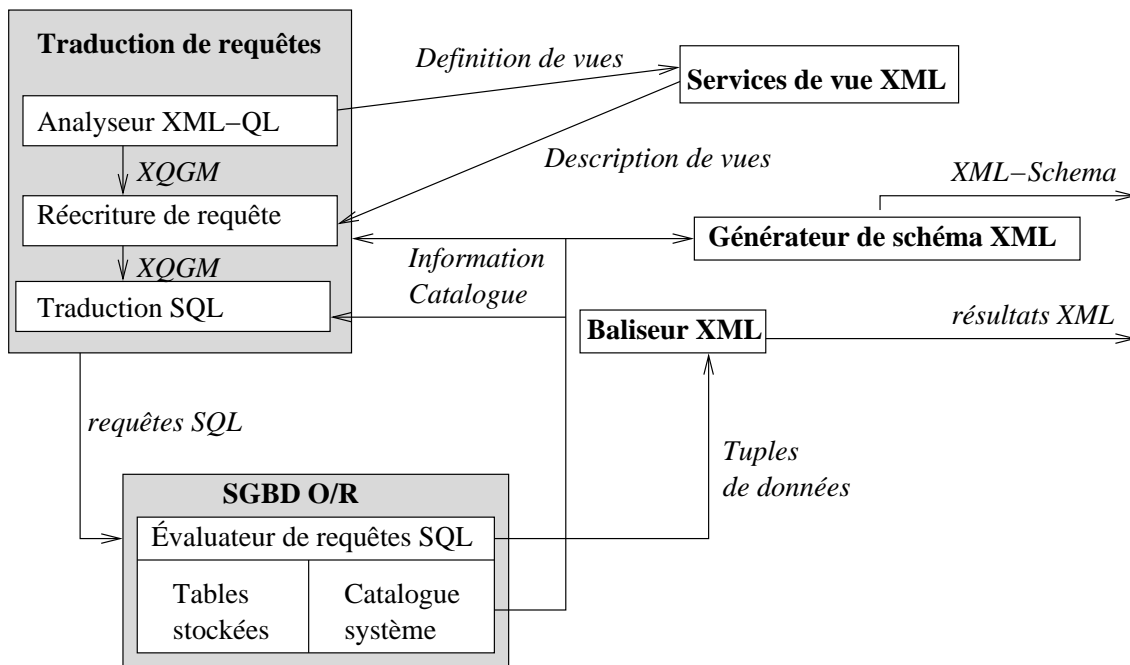 Traduction de requêtes
Definition de vues
Services de vue XML
Analyseur XML−QL
XQGM
Description de vues
XML−Schema
Réecriture de requête
Générateur de schéma XML
XQGM
Information
Catalogue
Traduction SQL
Baliseur XML
résultats XML
requêtes SQL
Tuples
de données
SGBD O/R
Évaluateur de requêtes SQL
Tables
stockées
Catalogue
système